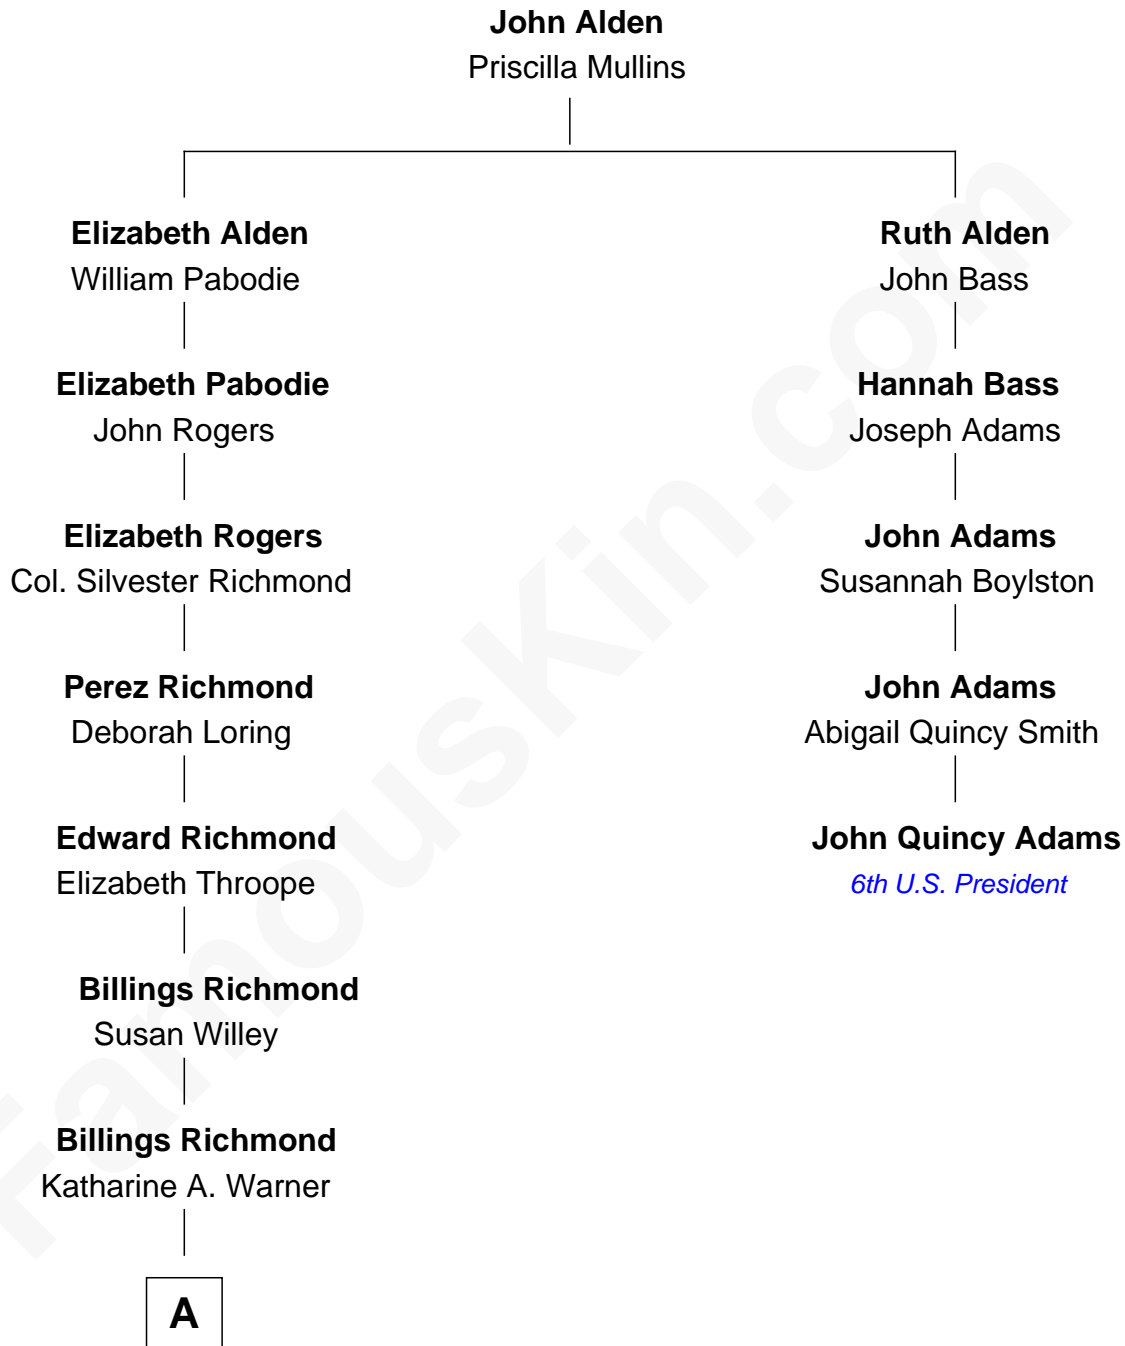 John Alden
Priscilla Mullins
Elizabeth Alden
William Pabodie
Ruth Alden
John Bass
Elizabeth Pabodie
John Rogers
Hannah Bass
Joseph Adams
Elizabeth Rogers
Col. Silvester Richmond
John Adams
Susannah Boylston
Perez Richmond
Deborah Loring
John Adams
Abigail Quincy Smith
Edward Richmond
Elizabeth Throope
John Quincy Adams
6th U.S. President
Billings Richmond
Susan Willey
Billings Richmond
Katharine A. Warner
A
FamousKin.com